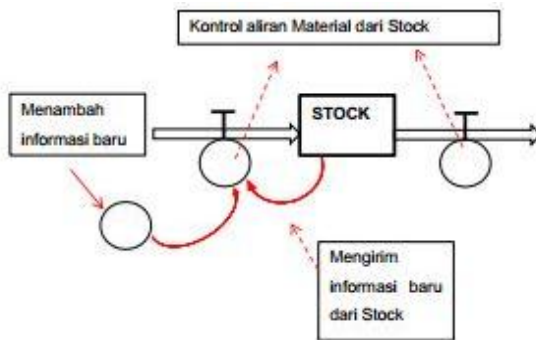 Kontrol aliran Material dari Stock
Menambah
informasi baru
STOCK
Mengirim
informasi baru
dari Stock